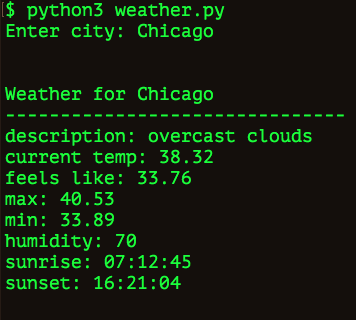 $ python3 weather.py
Enter city: Chicago
Weather for Chicago
-------------------------------
description: overcast clouds
current temp: 38.32
feels like: 33.76
max: 40.53
min: 33.89
humidity: 70
sunrise: 07:12:45
sunset: 16:21:04